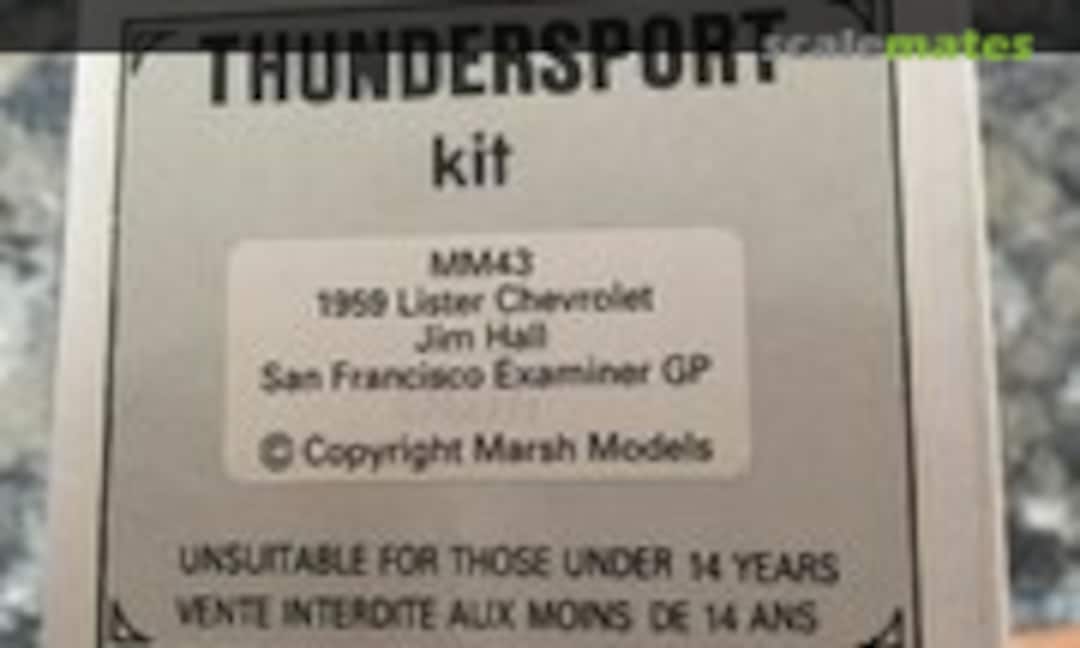 scalemates
THUNDERSPORT
kit
MM43
1959 Lister Chevrolet
Jim Hall
San Francisco Examiner GP
© Copyright Marsh Models
UNSUITABLE FOR THOSE UNDER 14 YEARS
VENTE INTERDITE AUX MOINS DE 14 ANS